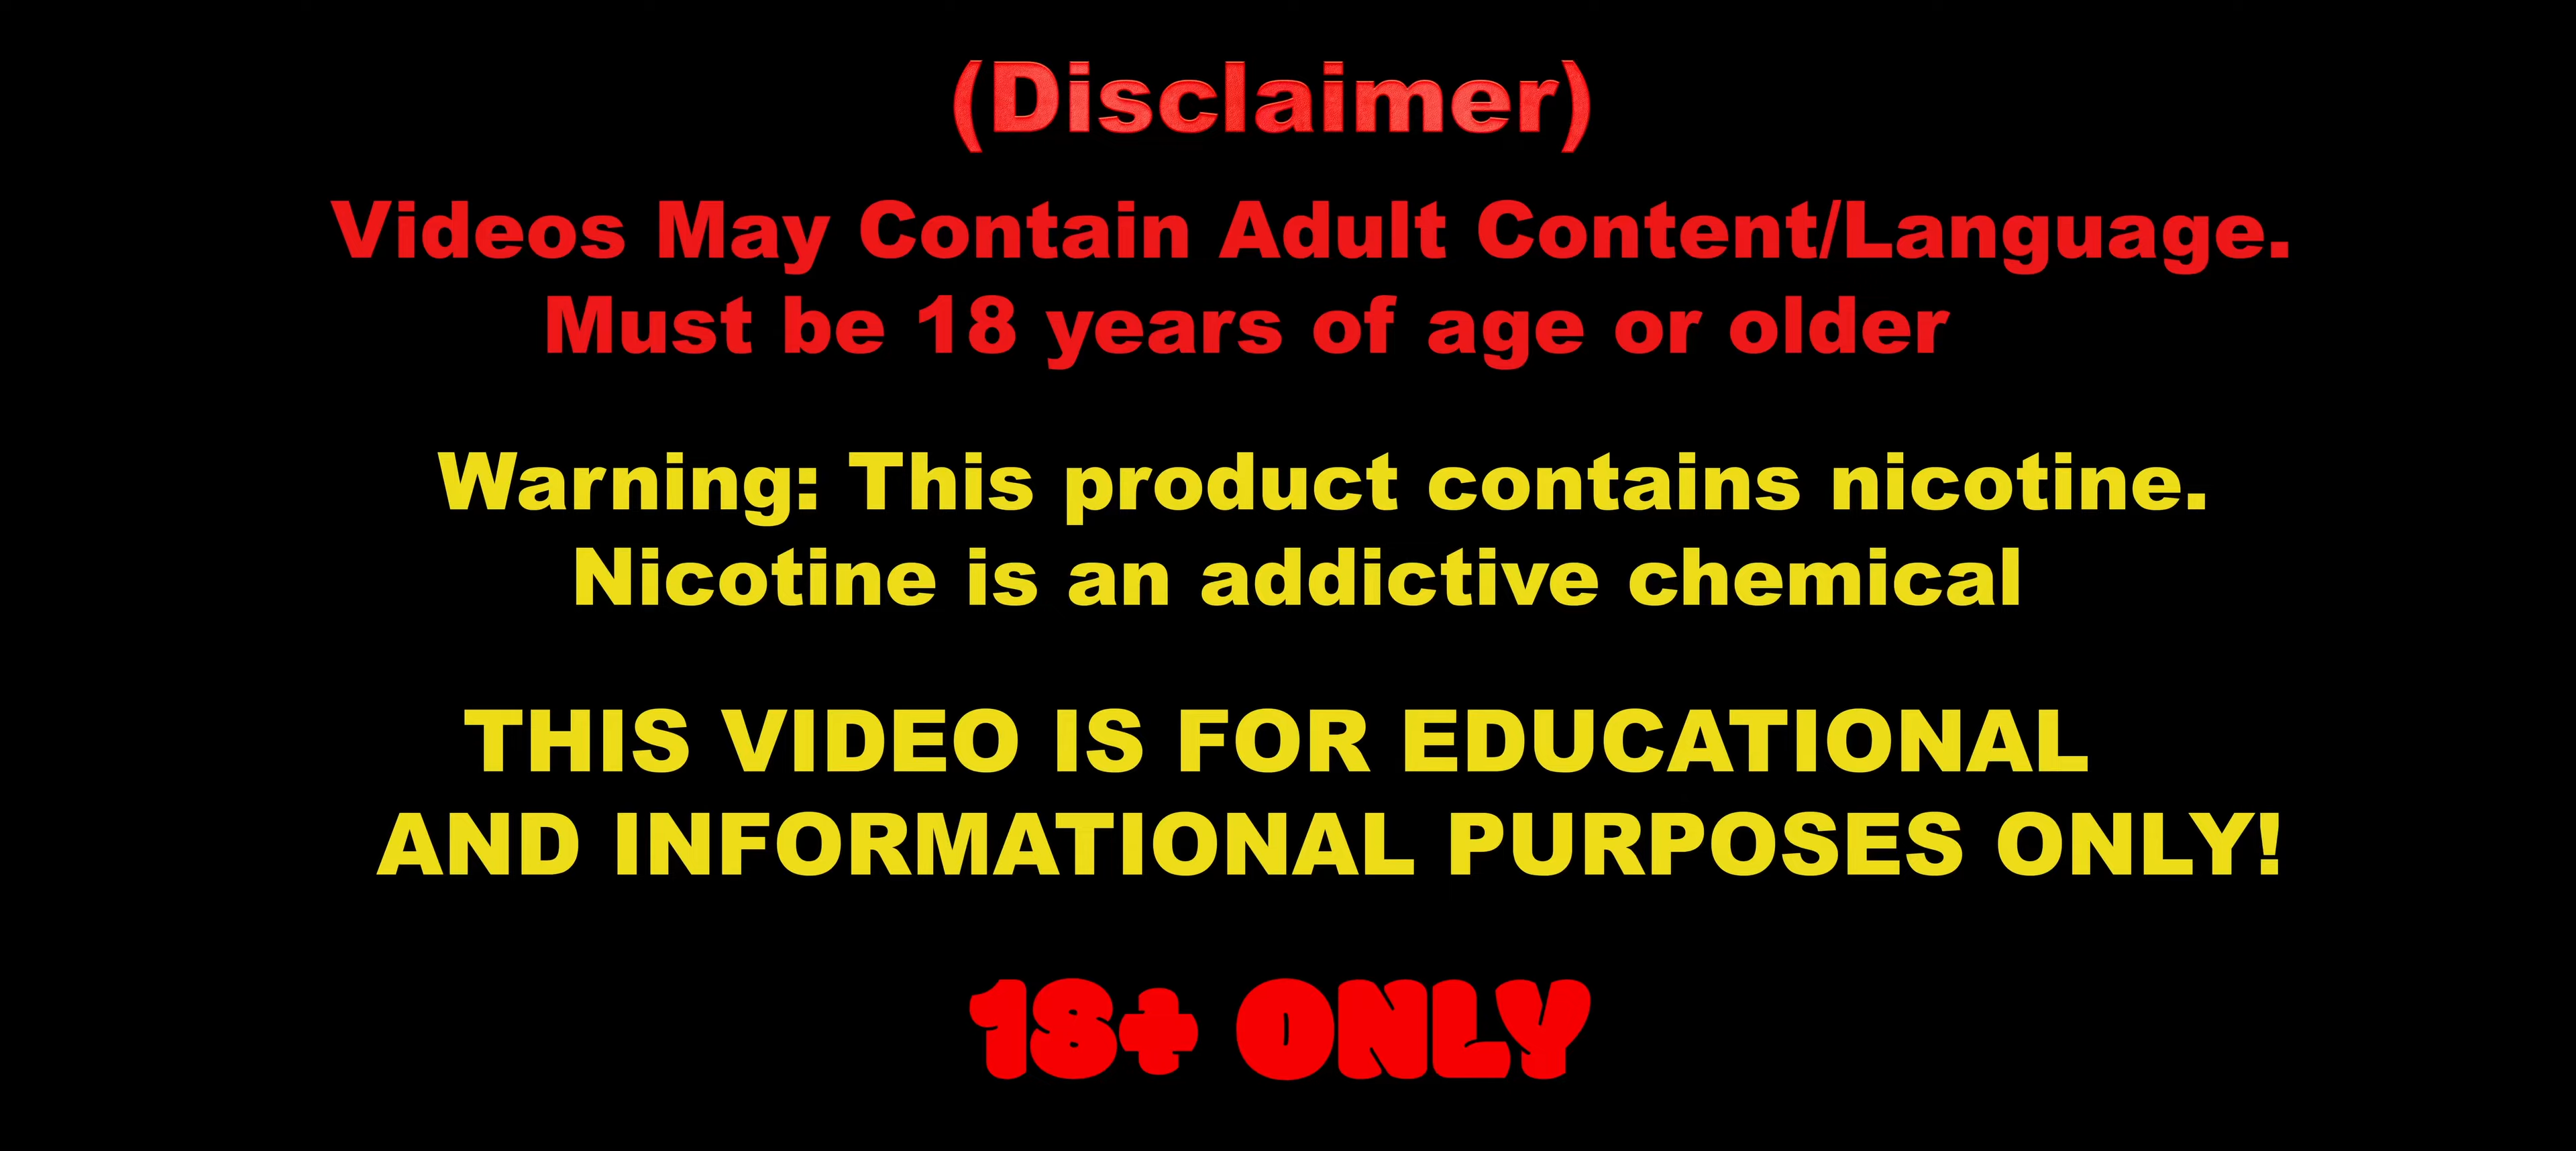 (Disclaimer)
Videos May Contain Adult Content/Language.
Must be 18 years of age or older
Warning: This product contains nicotine.
Nicotine is an addictive chemical
THIS VIDEO IS FOR EDUCATIONAL
AND INFORMATIONAL PURPOSES ONLY!
18+ ONLY